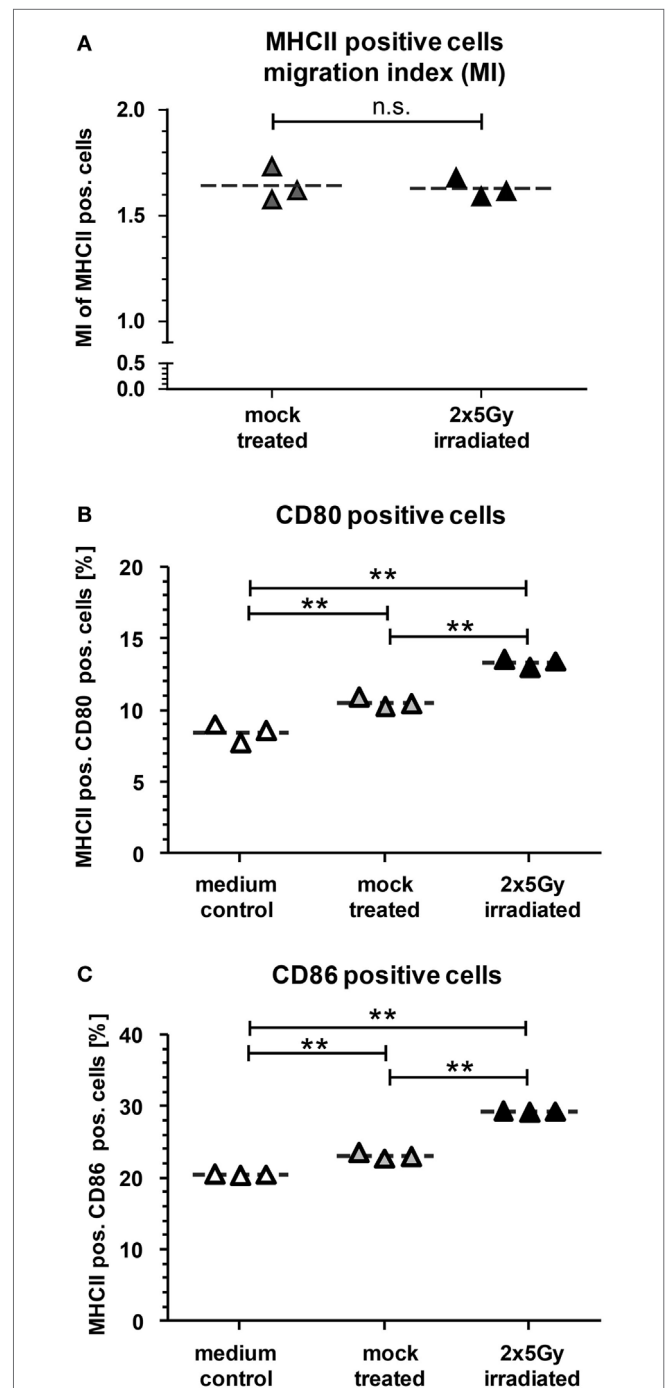 A
MHCII positive cells
migration index (MI)
MI of MHCII pos. cells
n.s.
2.0
1.5
1.0
0.5
0.0
mock
treated
2x5Gy
irradiated
B
CD80 positive cells
MHCII pos. CD80 pos. cells [%]
20
15
10
5
0
**
**
**
medium
control
mock
treated
2x5Gy
irradiated
C
CD86 positive cells
MHCII pos. CD86 pos. cells [%]
40
30
20
10
0
**
**
**
medium
control
mock
treated
2x5Gy
irradiated